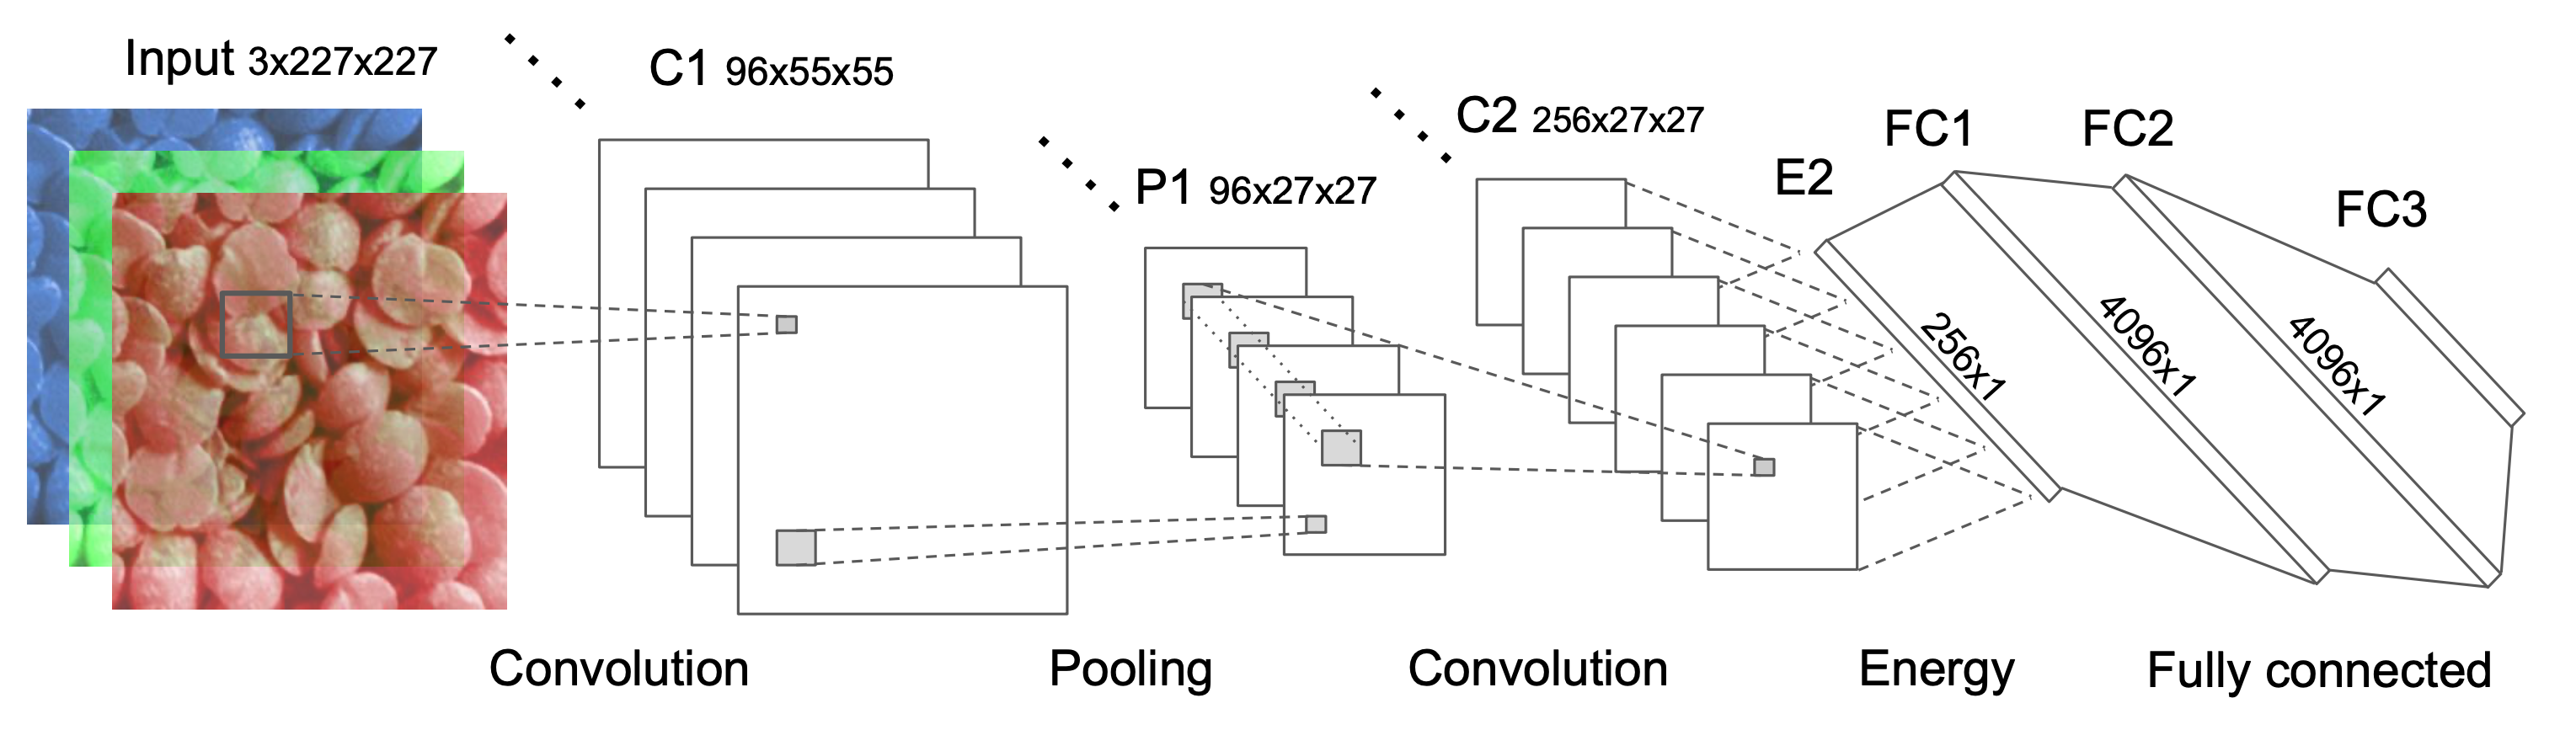 Input 3x227x227
C1 96x55x55
P1 96x27x27
C2 256x27x27
E2
FC1
FC2
FC3
256x1
4096x1
4096x1
Convolution
Pooling
Convolution
Energy
Fully connected